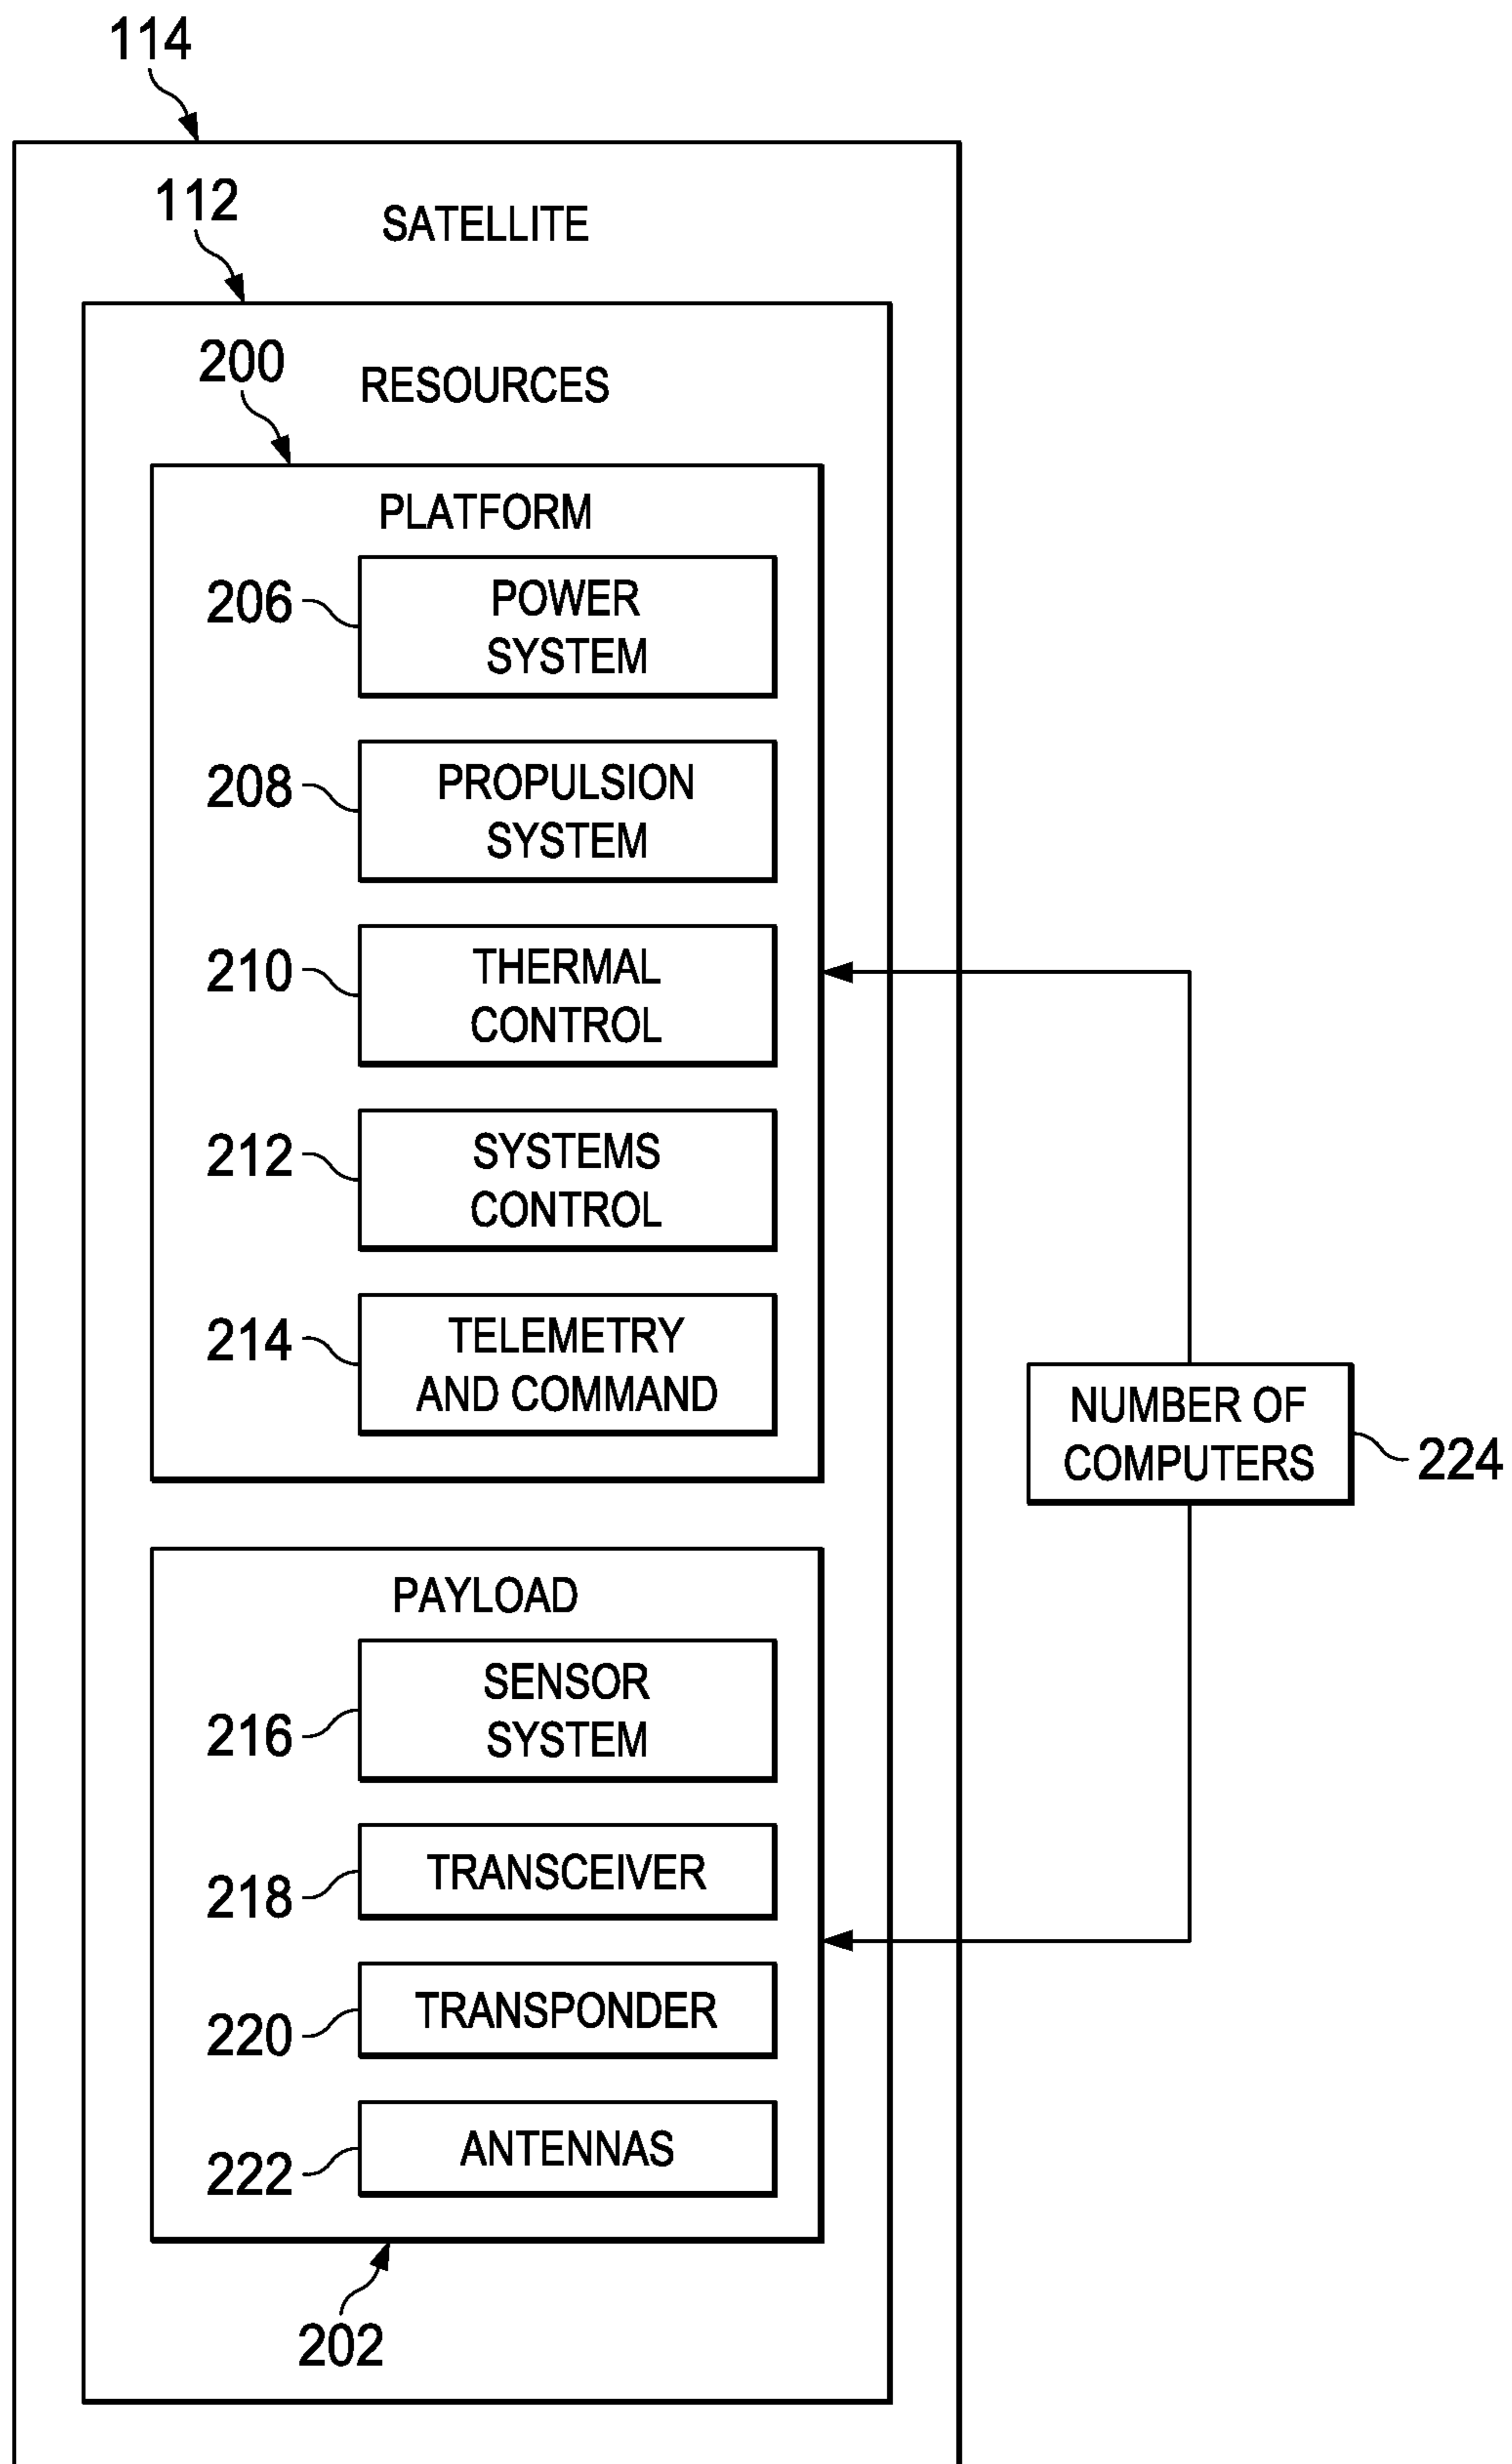 114
SATELLITE
112
RESOURCES
200
PLATFORM
206
POWER
SYSTEM
208
PROPULSION
SYSTEM
210
THERMAL
CONTROL
212
SYSTEMS
CONTROL
214
TELEMETRY
AND COMMAND
NUMBER OF
COMPUTERS
224
PAYLOAD
216
SENSOR
SYSTEM
218
TRANSCEIVER
220
TRANSPONDER
222
ANTENNAS
202